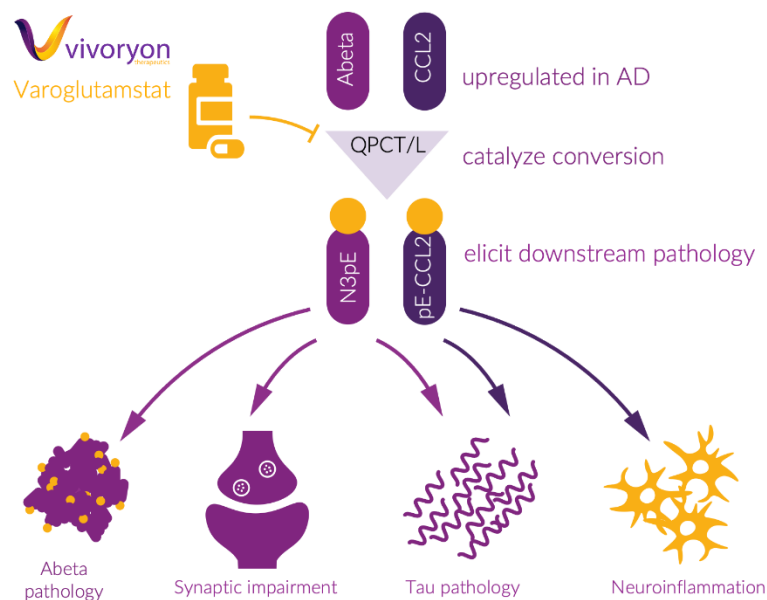 vivoryon
therapeutics
Varoglutamstat
Abeta
CCL2
upregulated in AD
QPCT/L
catalyze conversion
N3pE
pE-CCL2
elicit downstream pathology
Abeta
pathology
Synaptic impairment
Tau pathology
Neuroinflammation